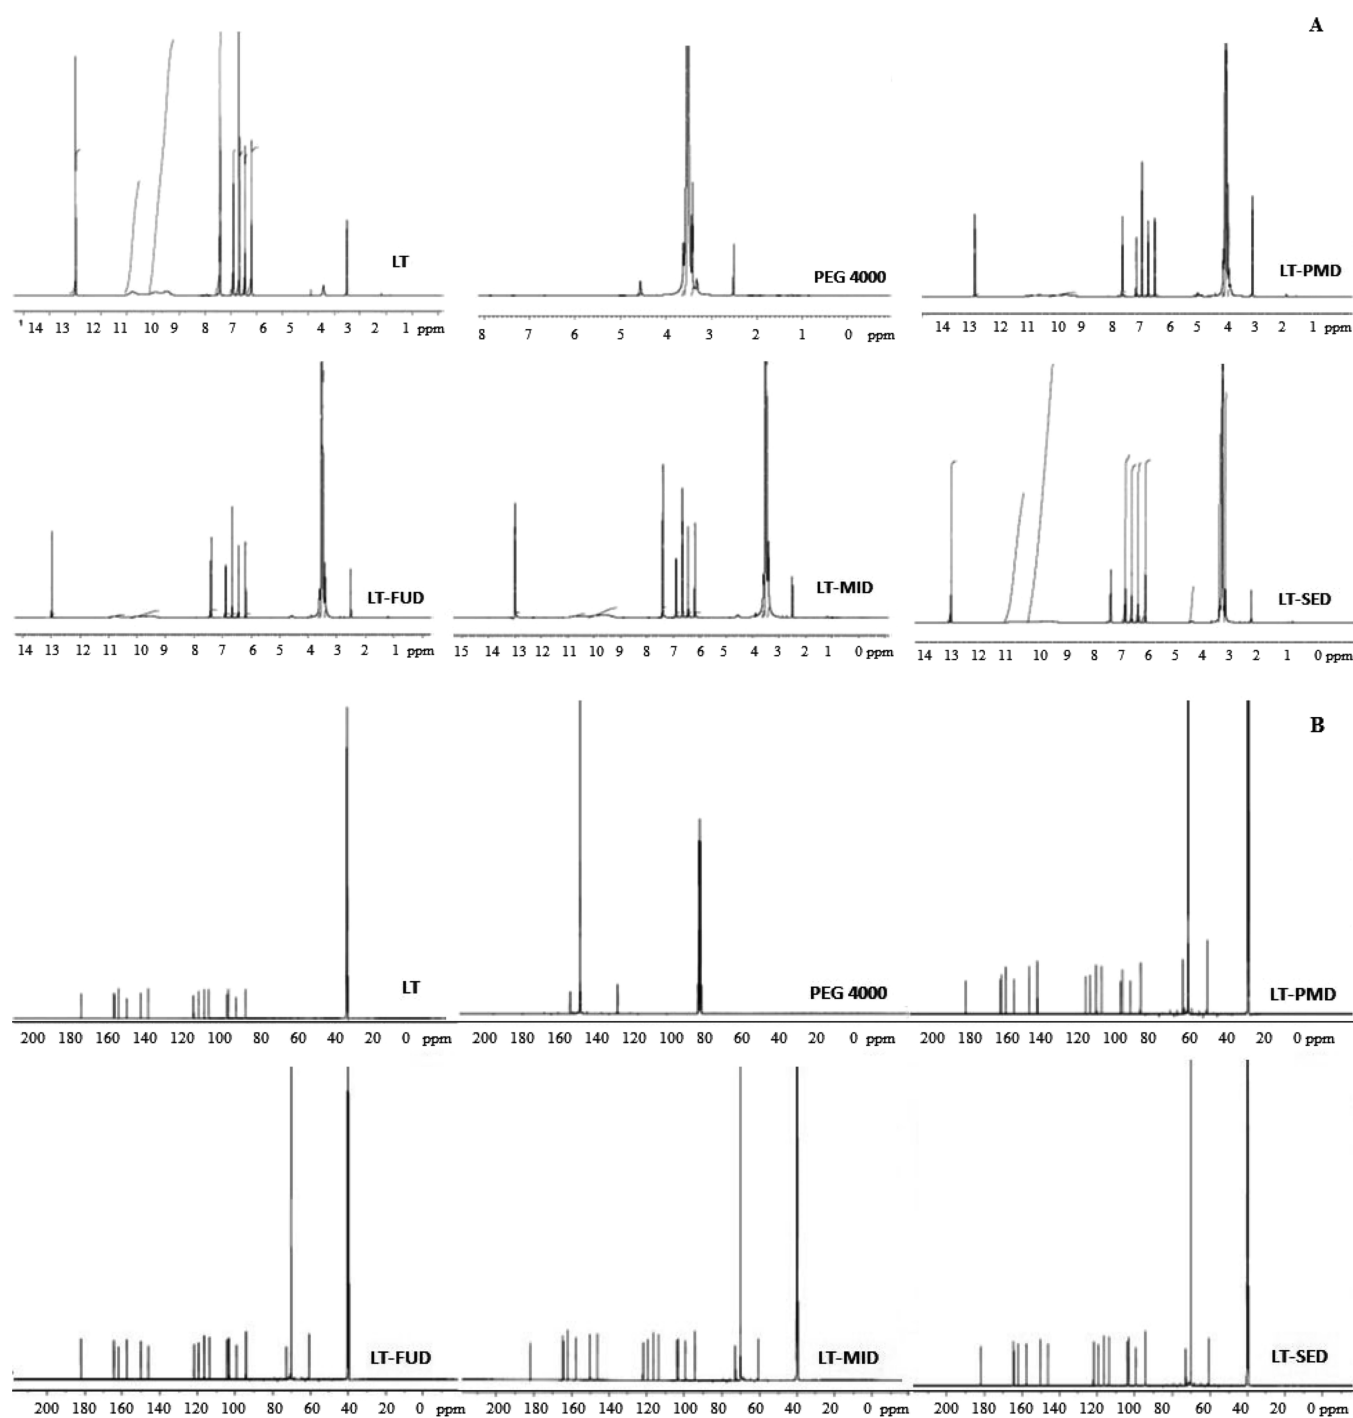 A
LT
PEG 4000
LT-PMD
14 13 12 11 10 9 8 7 6 5 4 3 2 1 ppm
8 7 6 5 4 3 2 1 0 ppm
14 13 12 11 10 9 8 7 6 5 4 3 2 1 ppm
LT-FUD
LT-MID
LT-SED
14 13 12 11 10 9 8 7 6 5 4 3 2 1 ppm
15 14 13 12 11 10 9 8 7 6 5 4 3 2 1 0 ppm
14 13 12 11 10 9 8 7 6 5 4 3 2 1 0 ppm
B
LT
PEG 4000
LT-PMD
200 180 160 140 120 100 80 60 40 20 0 ppm
200 180 160 140 120 100 80 60 40 20 0 ppm
200 180 160 140 120 100 80 60 40 20 0 ppm
LT-FUD
LT-MID
LT-SED
200 180 160 140 120 100 80 60 40 20 0 ppm
200 180 160 140 120 100 80 60 40 20 0 ppm
200 180 160 140 120 100 80 60 40 20 0 ppm